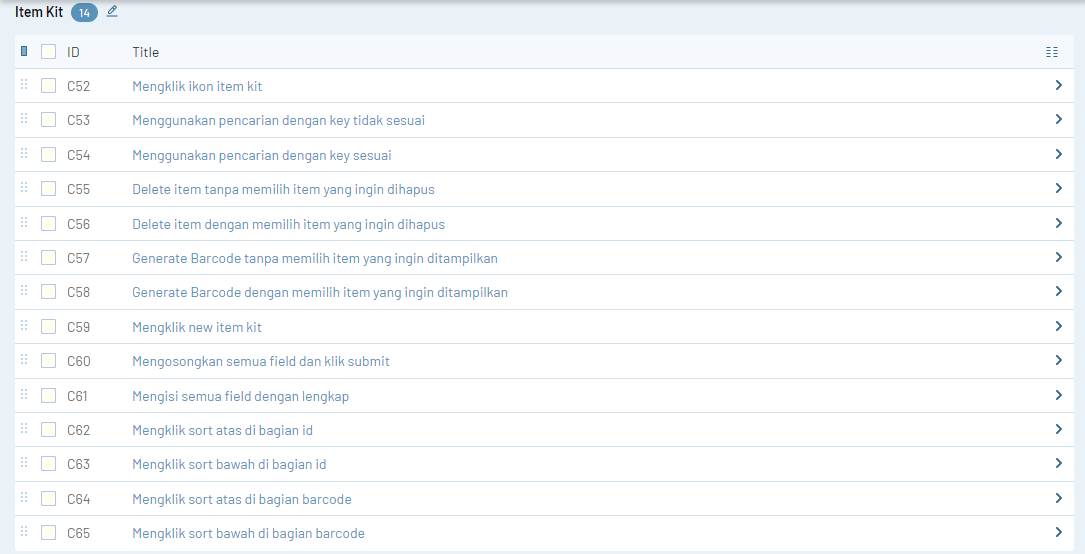 Item Kit 14
ID Title
C52 Mengklik ikon item kit
C53 Menggunakan pencarian dengan key tidak sesuai
C54 Menggunakan pencarian dengan key sesuai
C55 Delete item tanpa memilih item yang ingin dihapus
C56 Delete item dengan memilih item yang ingin dihapus
C57 Generate Barcode tanpa memilih item yang ingin ditampilkan
C58 Generate Barcode dengan memilih item yang ingin ditampilkan
C59 Mengklik new item kit
C60 Mengosongkan semua field dan klik submit
C61 Mengisi semua field dengan lengkap
C62 Mengklik sort atas di bagian id
C63 Mengklik sort bawah di bagian id
C64 Mengklik sort atas di bagian barcode
C65 Mengklik sort bawah di bagian barcode